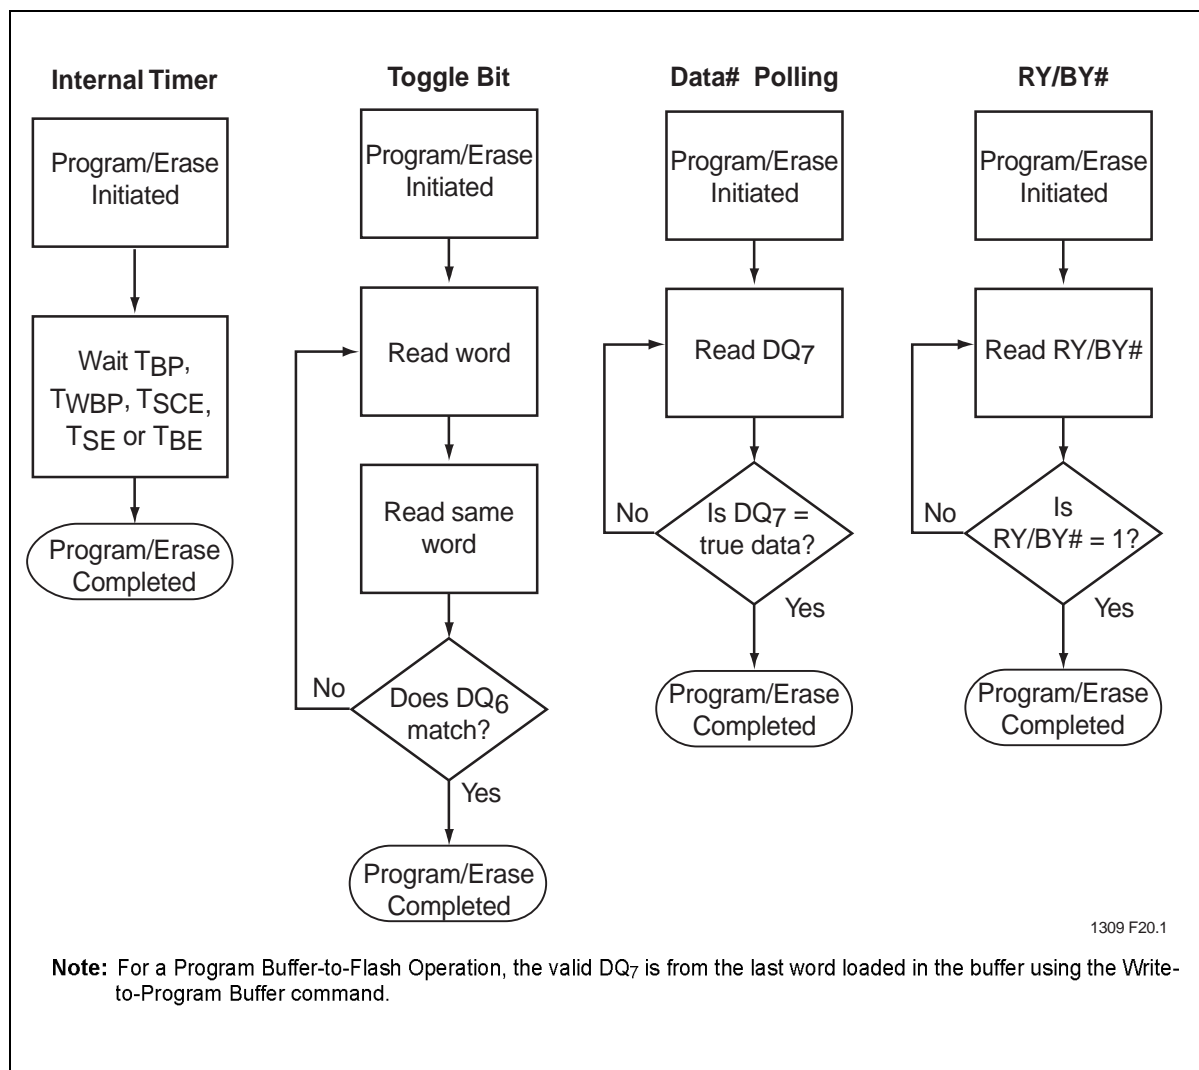 Internal Timer
Program/Erase
Initiated
Wait TBP,
TWBP, TSCE,
TSE or TBE
Program/Erase
Completed
Toggle Bit
Program/Erase
Initiated
Read word
Read same
word
Does DQ6
match?
No
Yes
Program/Erase
Completed
Data# Polling
Program/Erase
Initiated
Read DQ7
Is DQ7 =
true data?
No
Yes
Program/Erase
Completed
RY/BY#
Program/Erase
Initiated
Read RY/BY#
Is
RY/BY# = 1?
No
Yes
Program/Erase
Completed
1309 F20.1
Note: For a Program Buffer-to-Flash Operation, the valid DQ7 is from the last word loaded in the buffer using the Write-
to-Program Buffer command.